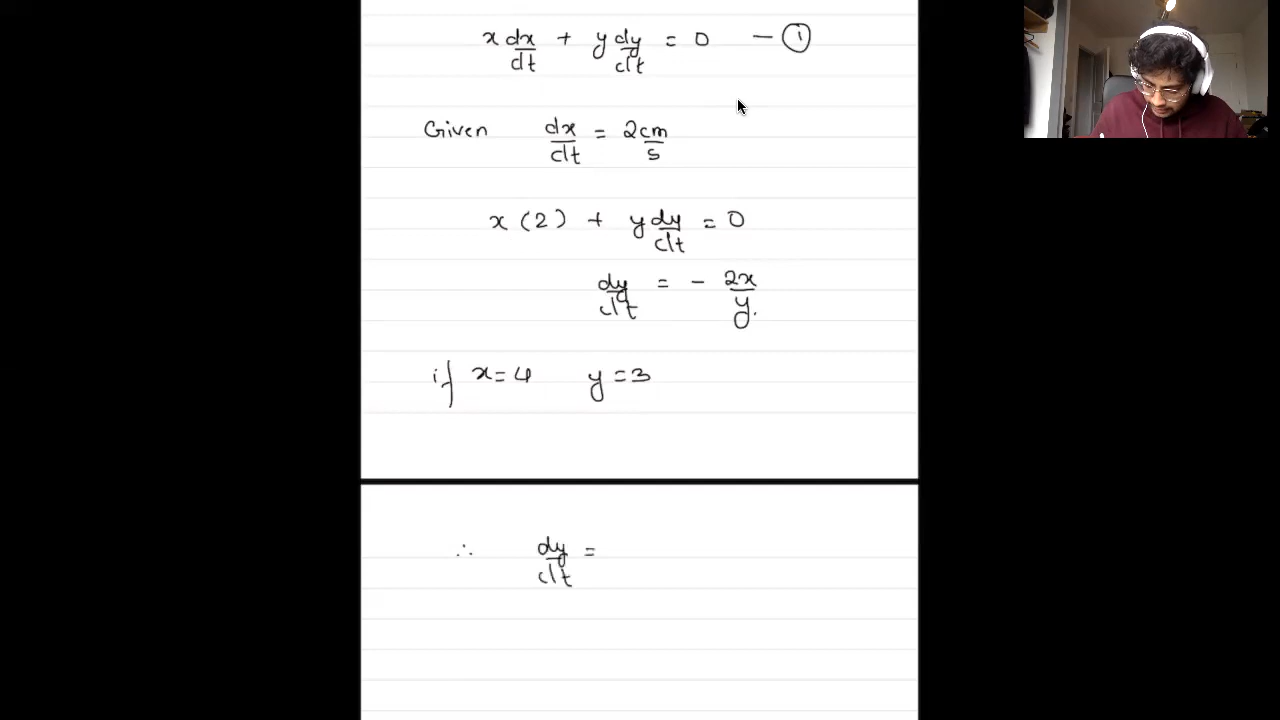 x dx/dt + y dy/dt = 0 — ①
Given dx/dt = 2cm/s
x (2) + y dy/dt = 0
dy/dt = - 2x/y.
if x=4 y=3
∴ dy/dt =